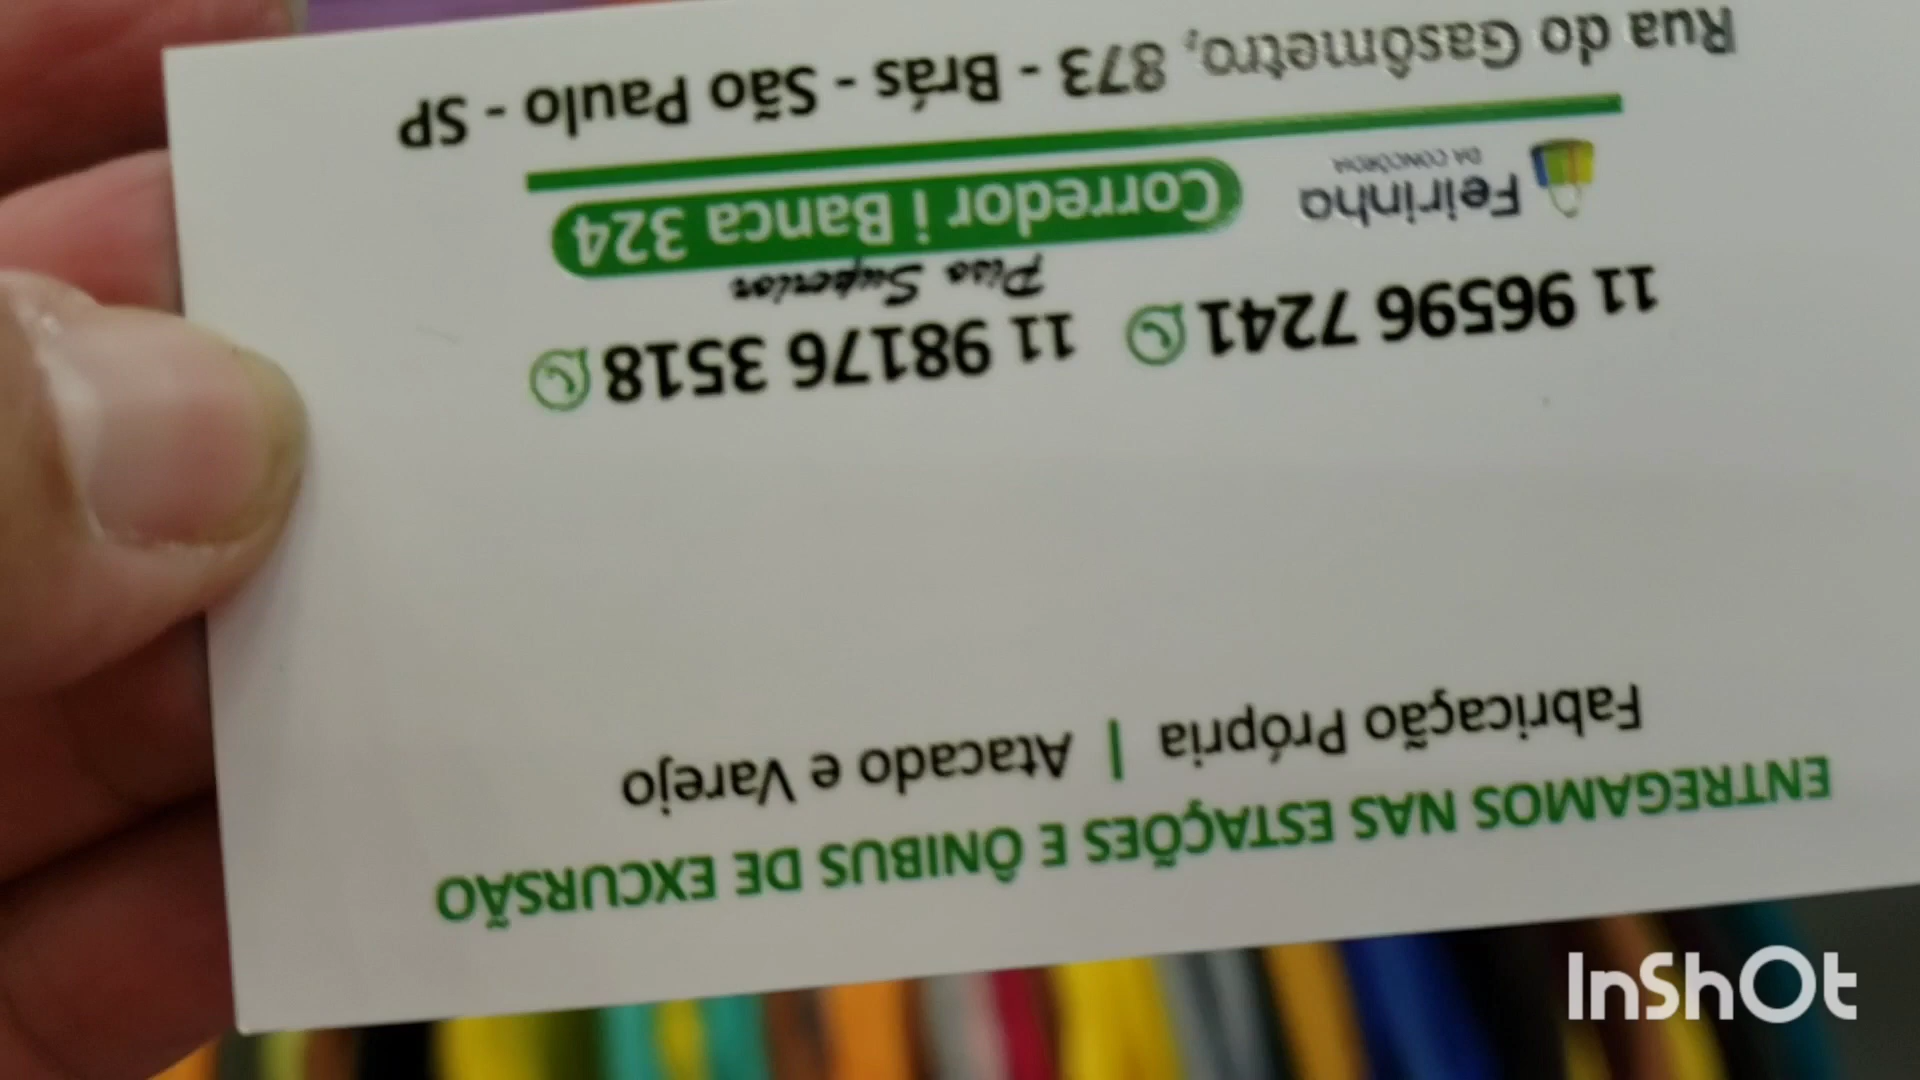 ENTREGAMOS NAS ESTAÇÕES E ÔNIBUS DE EXCURSÃO
Fabricação Própria | Atacado e Varejo
11 96596 7241 11 98176 3518
Piso Superior
Feirinha
DA CONCÓRDIA
Corredor i Banca 324
Rua do Gasômetro, 873 - Brás - São Paulo - SP
InShOt